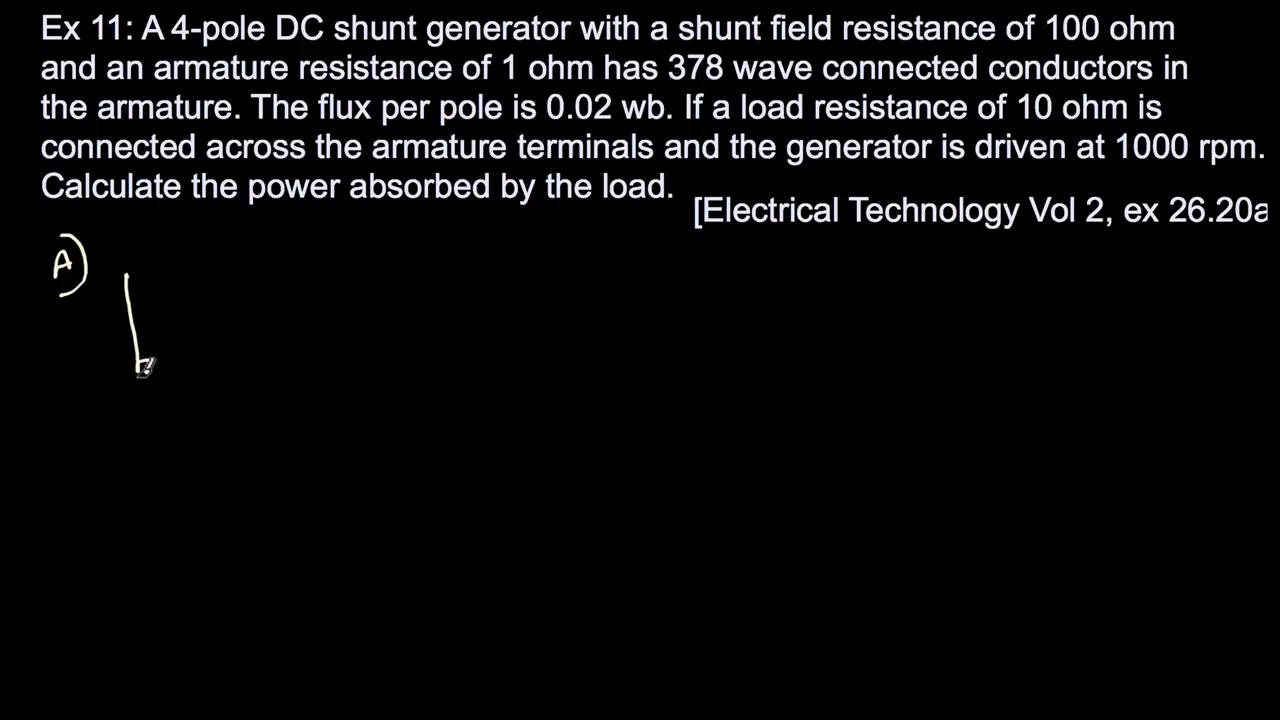 Ex 11: A 4-pole DC shunt generator with a shunt field resistance of 100 ohm
and an armature resistance of 1 ohm has 378 wave connected conductors in
the armature. The flux per pole is 0.02 wb. If a load resistance of 10 ohm is
connected across the armature terminals and the generator is driven at 1000 rpm.
Calculate the power absorbed by the load.
[Electrical Technology Vol 2, ex 26.20a
A)